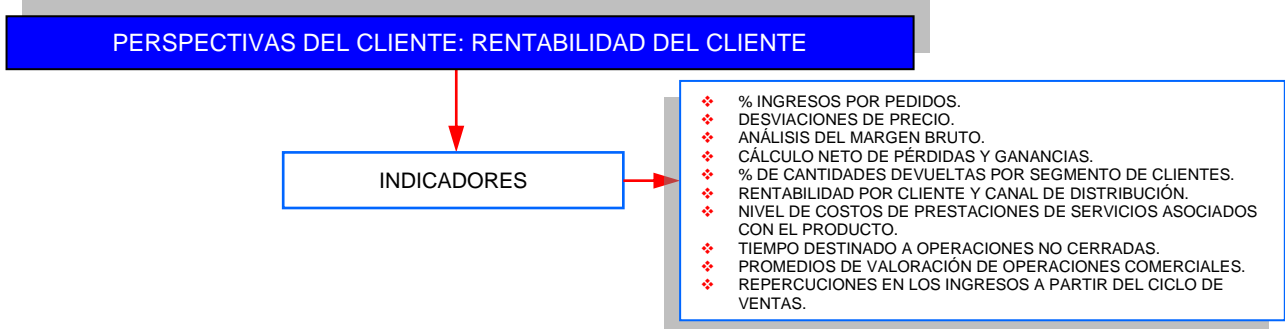 PERSPECTIVAS DEL CLIENTE: RENTABILIDAD DEL CLIENTE
INDICADORES
❖ % INGRESOS POR PEDIDOS.
❖ DESVIACIONES DE PRECIO.
❖ ANÁLISIS DEL MARGEN BRUTO.
❖ CÁLCULO NETO DE PÉRDIDAS Y GANANCIAS.
❖ % DE CANTIDADES DEVUELTAS POR SEGMENTO DE CLIENTES.
❖ RENTABILIDAD POR CLIENTE Y CANAL DE DISTRIBUCIÓN.
❖ NIVEL DE COSTOS DE PRESTACIONES DE SERVICIOS ASOCIADOS
CON EL PRODUCTO.
❖ TIEMPO DESTINADO A OPERACIONES NO CERRADAS.
❖ PROMEDIOS DE VALORACIÓN DE OPERACIONES COMERCIALES.
❖ REPERCUCIONES EN LOS INGRESOS A PARTIR DEL CICLO DE
VENTAS.